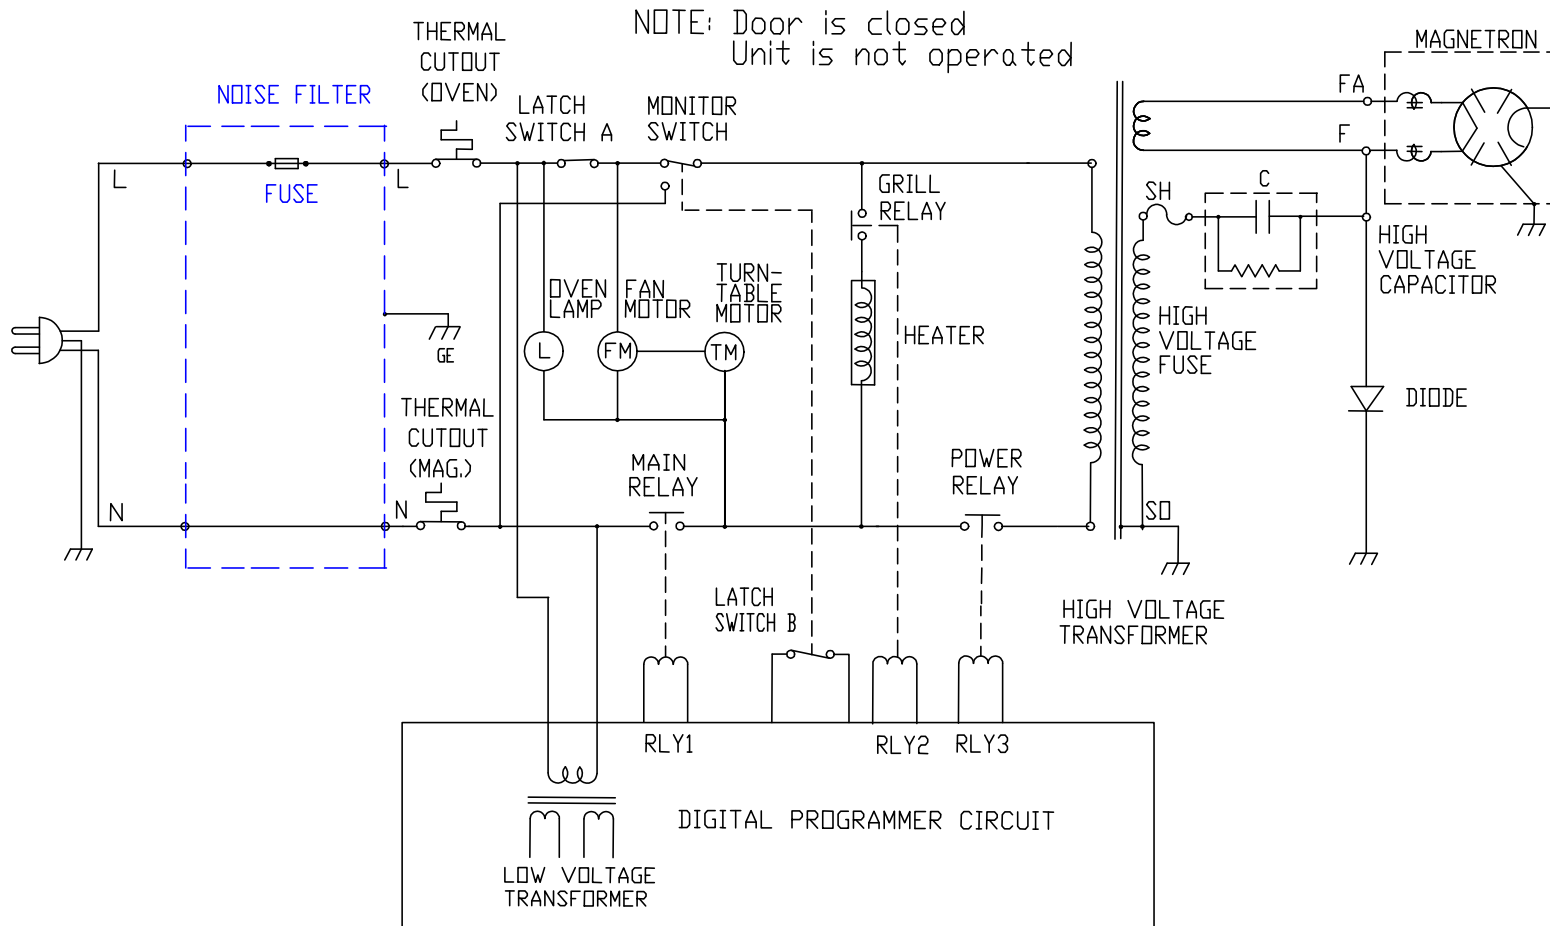 NOTE: Door is closed
Unit is not operated
THERMAL
CUTOUT
(OVEN)
NOISE FILTER
LATCH
SWITCH A
MONITOR
SWITCH
MAGNETRON
FA
F
L
FUSE
L
GRILL
RELAY
SH
C
HIGH
VOLTAGE
CAPACITOR
OVEN
LAMP
FAN
MOTOR
TURN-
TABLE
MOTOR
HEATER
HIGH
VOLTAGE
FUSE
GE
L
FM
TM
DIODE
THERMAL
CUTOUT
(MAG.)
MAIN
RELAY
POWER
RELAY
N
N
SO
LATCH
SWITCH B
HIGH VOLTAGE
TRANSFORMER
RLY1
RLY2
RLY3
DIGITAL PROGRAMMER CIRCUIT
LOW VOLTAGE
TRANSFORMER